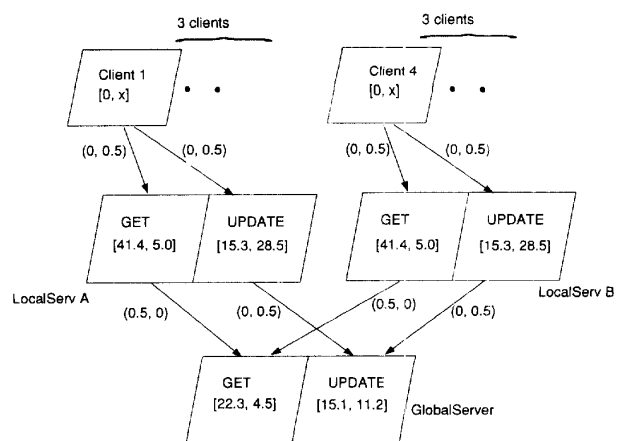 3 clients
3 clients
Client 1
[0, x]
Client 4
[0, x]
(0, 0.5)
(0, 0.5)
(0, 0.5)
(0, 0.5)
GET
[41.4, 5.0]
UPDATE
[15.3, 28.5]
GET
[41.4, 5.0]
UPDATE
[15.3, 28.5]
LocalServ A
LocalServ B
(0.5, 0)
(0, 0.5)
(0.5, 0)
(0, 0.5)
GET
[22.3, 4.5]
UPDATE
[15.1, 11.2]
GlobalServer